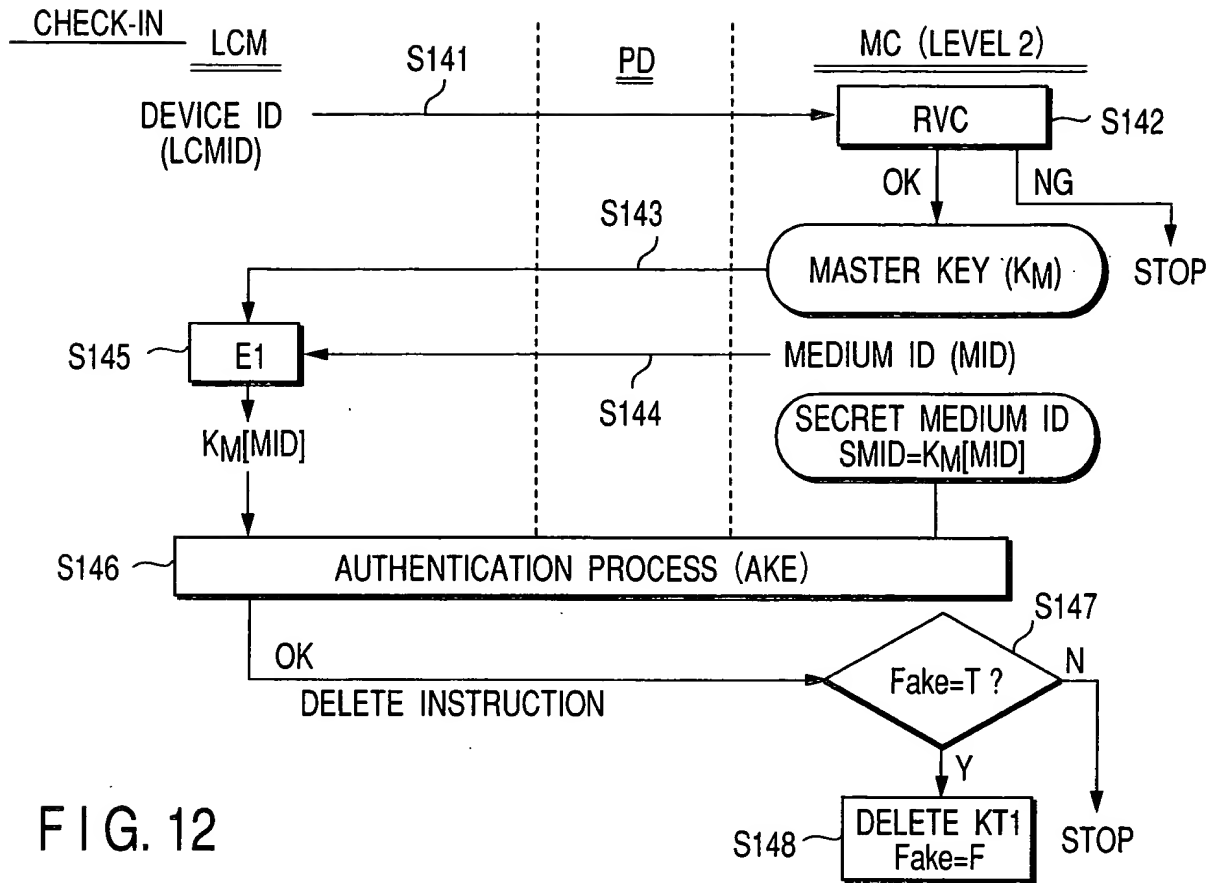 CHECK-IN
LCM
PD
MC (LEVEL 2)
S141
DEVICE ID
(LCMID)
RVC
S142
OK
NG
STOP
S143
MASTER KEY (KM)
S145
E1
MEDIUM ID (MID)
S144
KM[MID]
SECRET MEDIUM ID
SMID=KM[MID]
S146
AUTHENTICATION PROCESS (AKE)
S147
OK
DELETE INSTRUCTION
Fake=T ?
N
Y
STOP
S148
DELETE KT1
Fake=F
FIG. 12